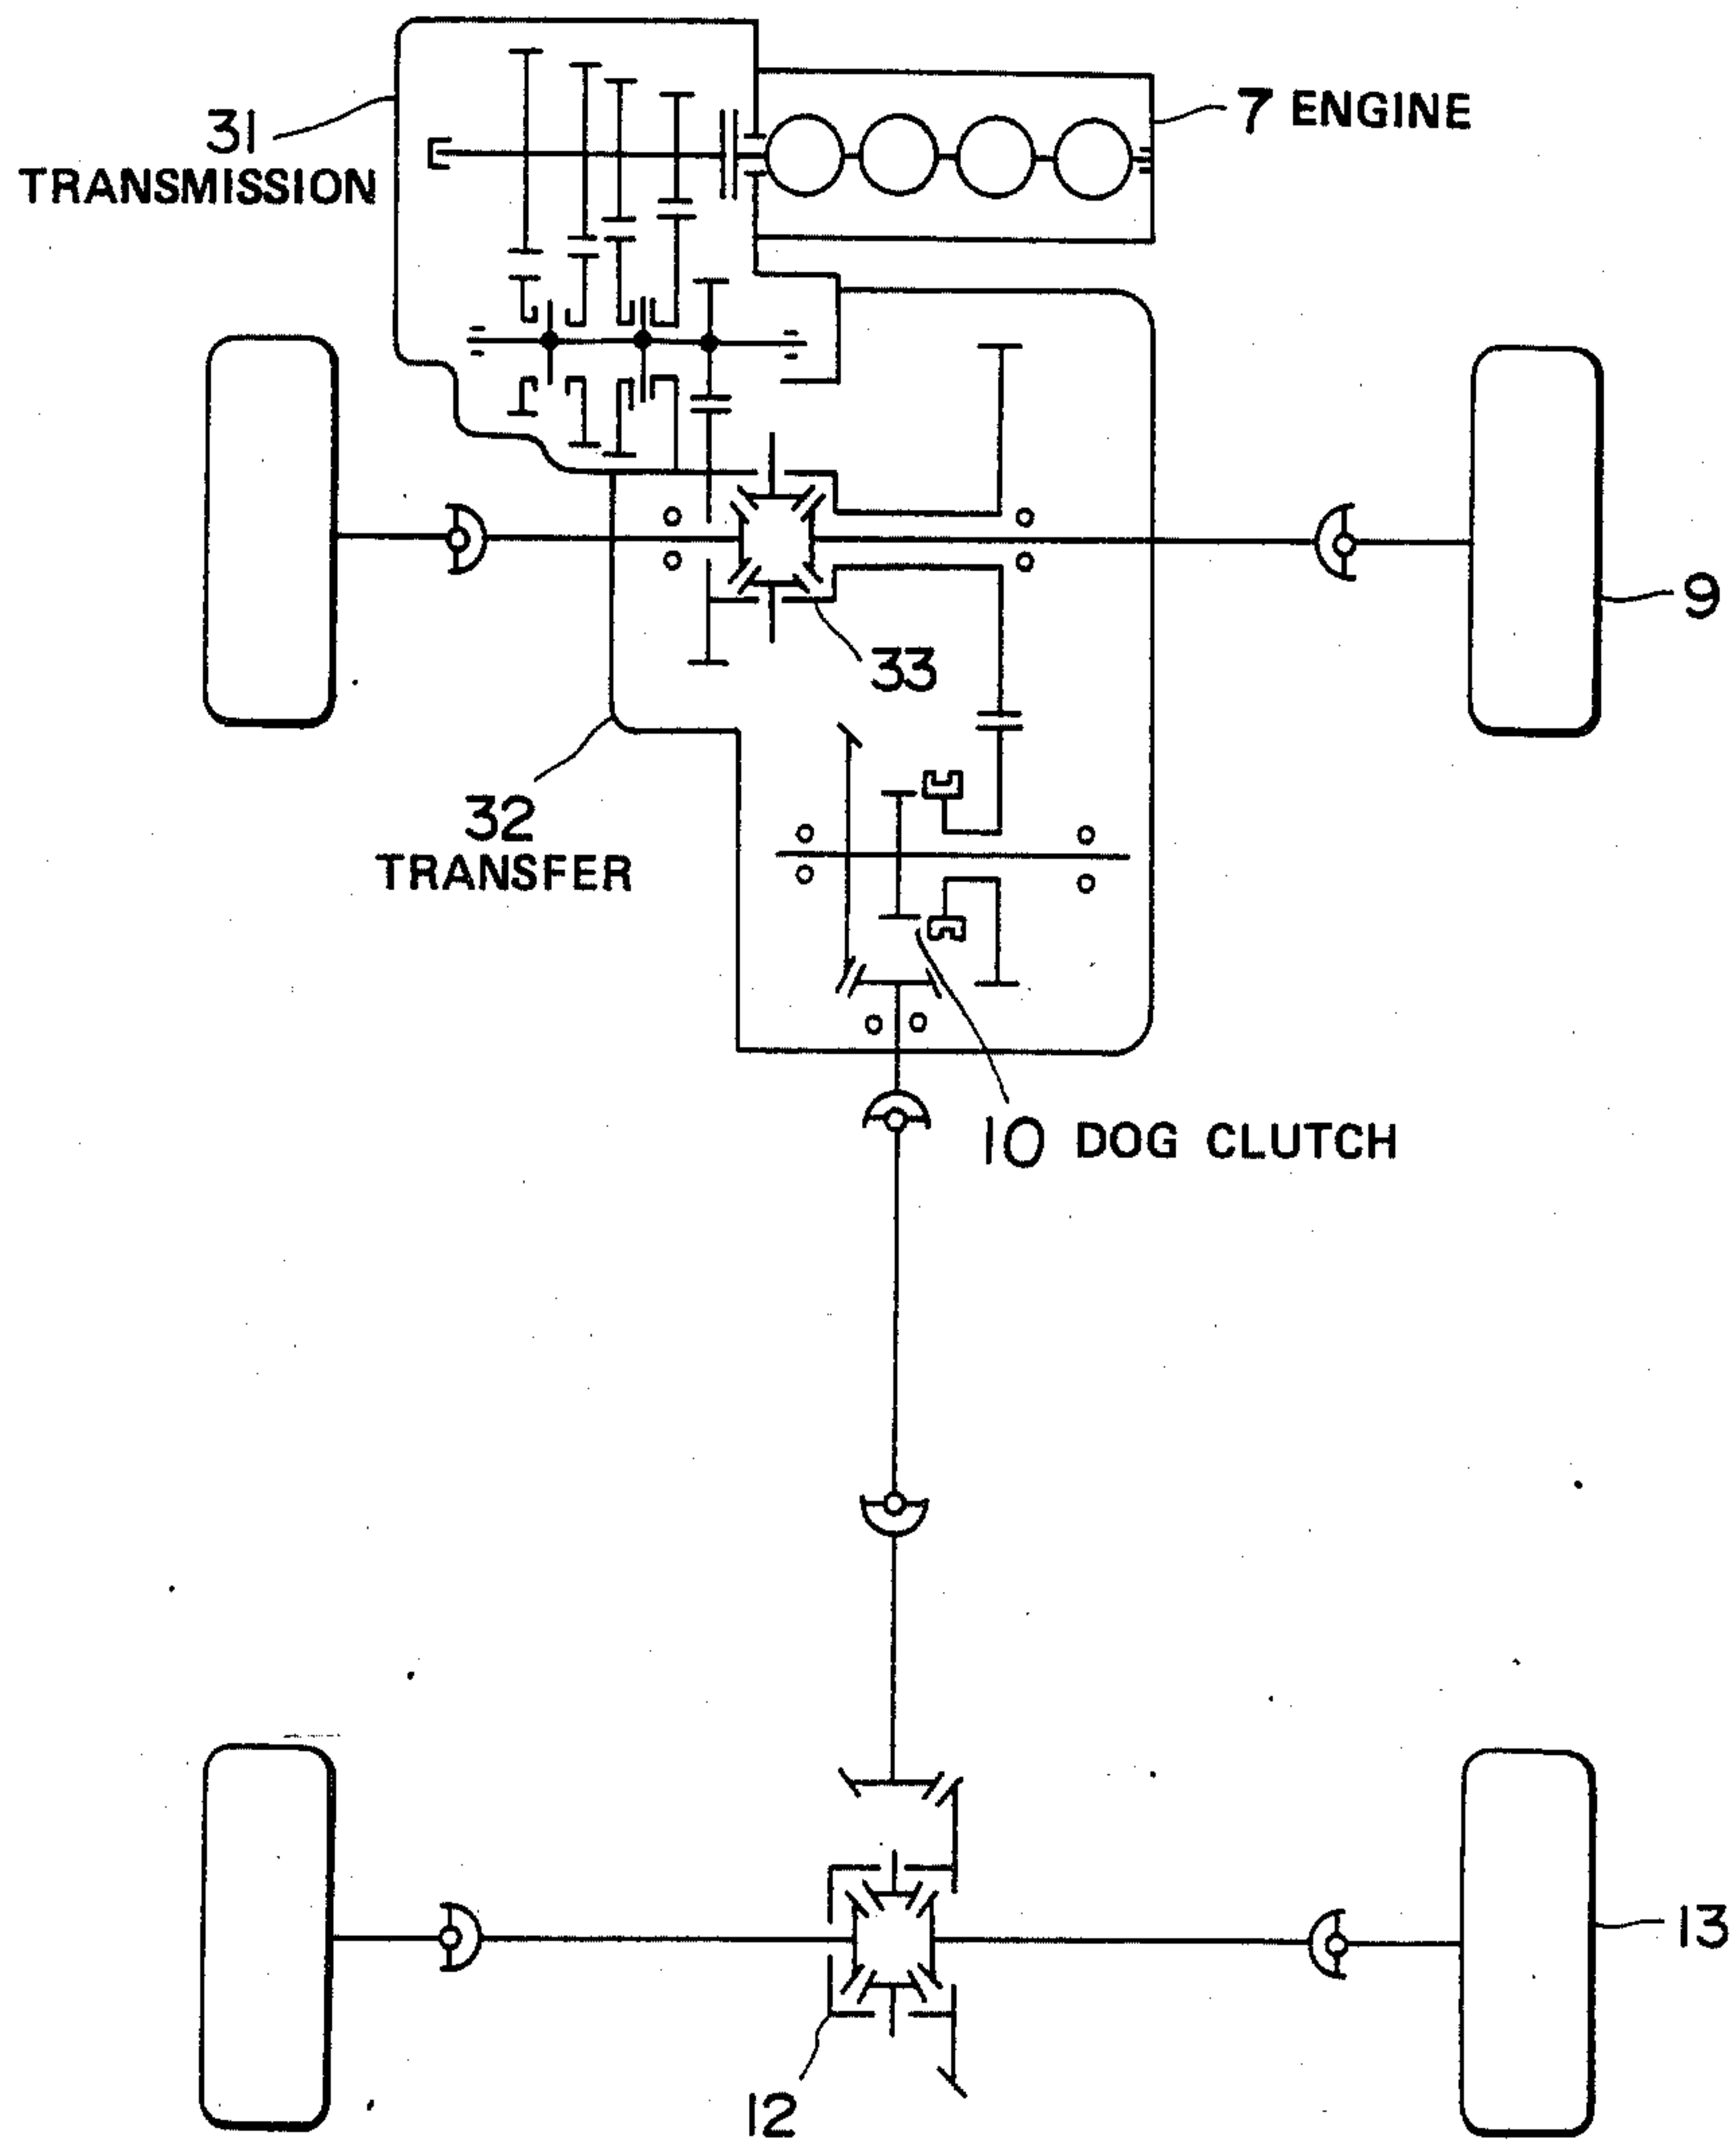 31
TRANSMISSION
7 ENGINE
9
33
32
TRANSFER
10 DOG CLUTCH
13
12